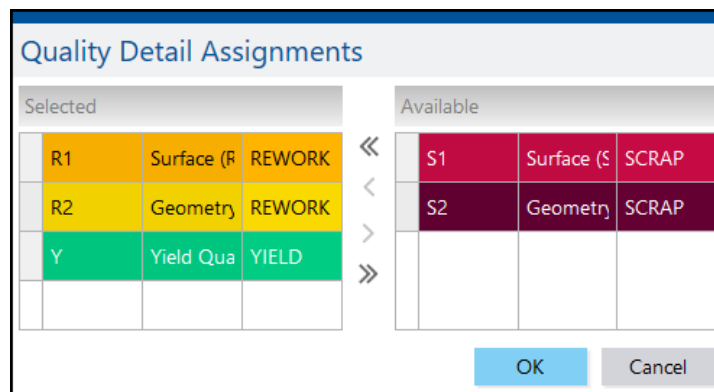 Quality Detail Assignments
Selected
R1 Surface (R REWORK
R2 Geometry REWORK
Y Yield Qua YIELD
Available
S1 Surface (S SCRAP
S2 Geometry SCRAP
OK Cancel